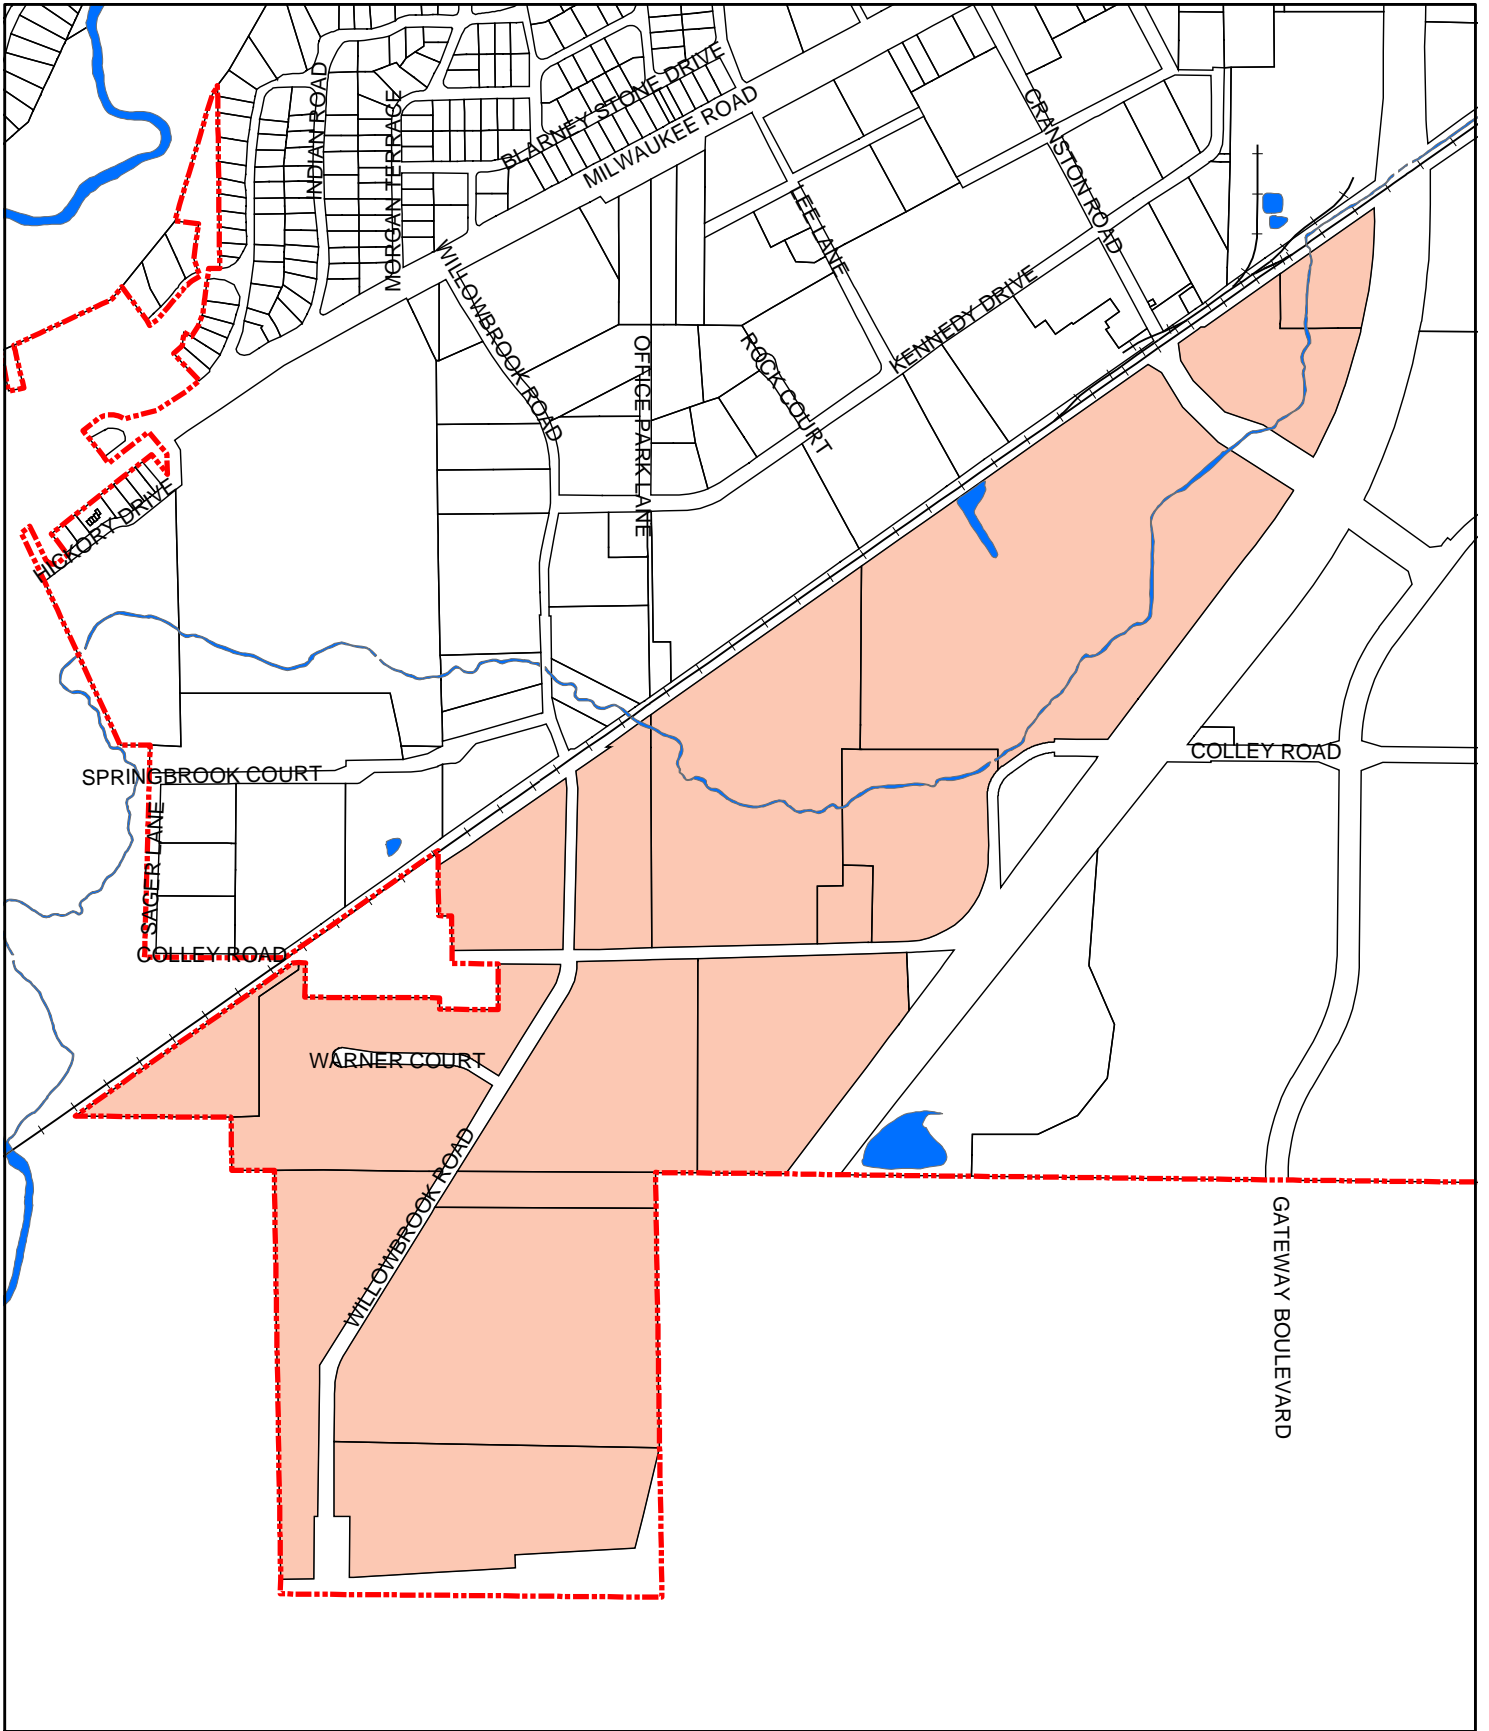 INDIAN ROAD
MORGAN TERRACE
BLARNEY STONE DRIVE
MILWAUKEE ROAD
CRANSTON ROAD
LEE LANE
WILLOWBROOK ROAD
KENNEDY DRIVE
OFFICE PARK LANE
ROCK COURT
HICKORY DRIVE
COLLEY ROAD
SPRINGBROOK COURT
SAGER LANE
COLLEY ROAD
WARNER COURT
WILLOWBROOK ROAD
GATEWAY BOULEVARD